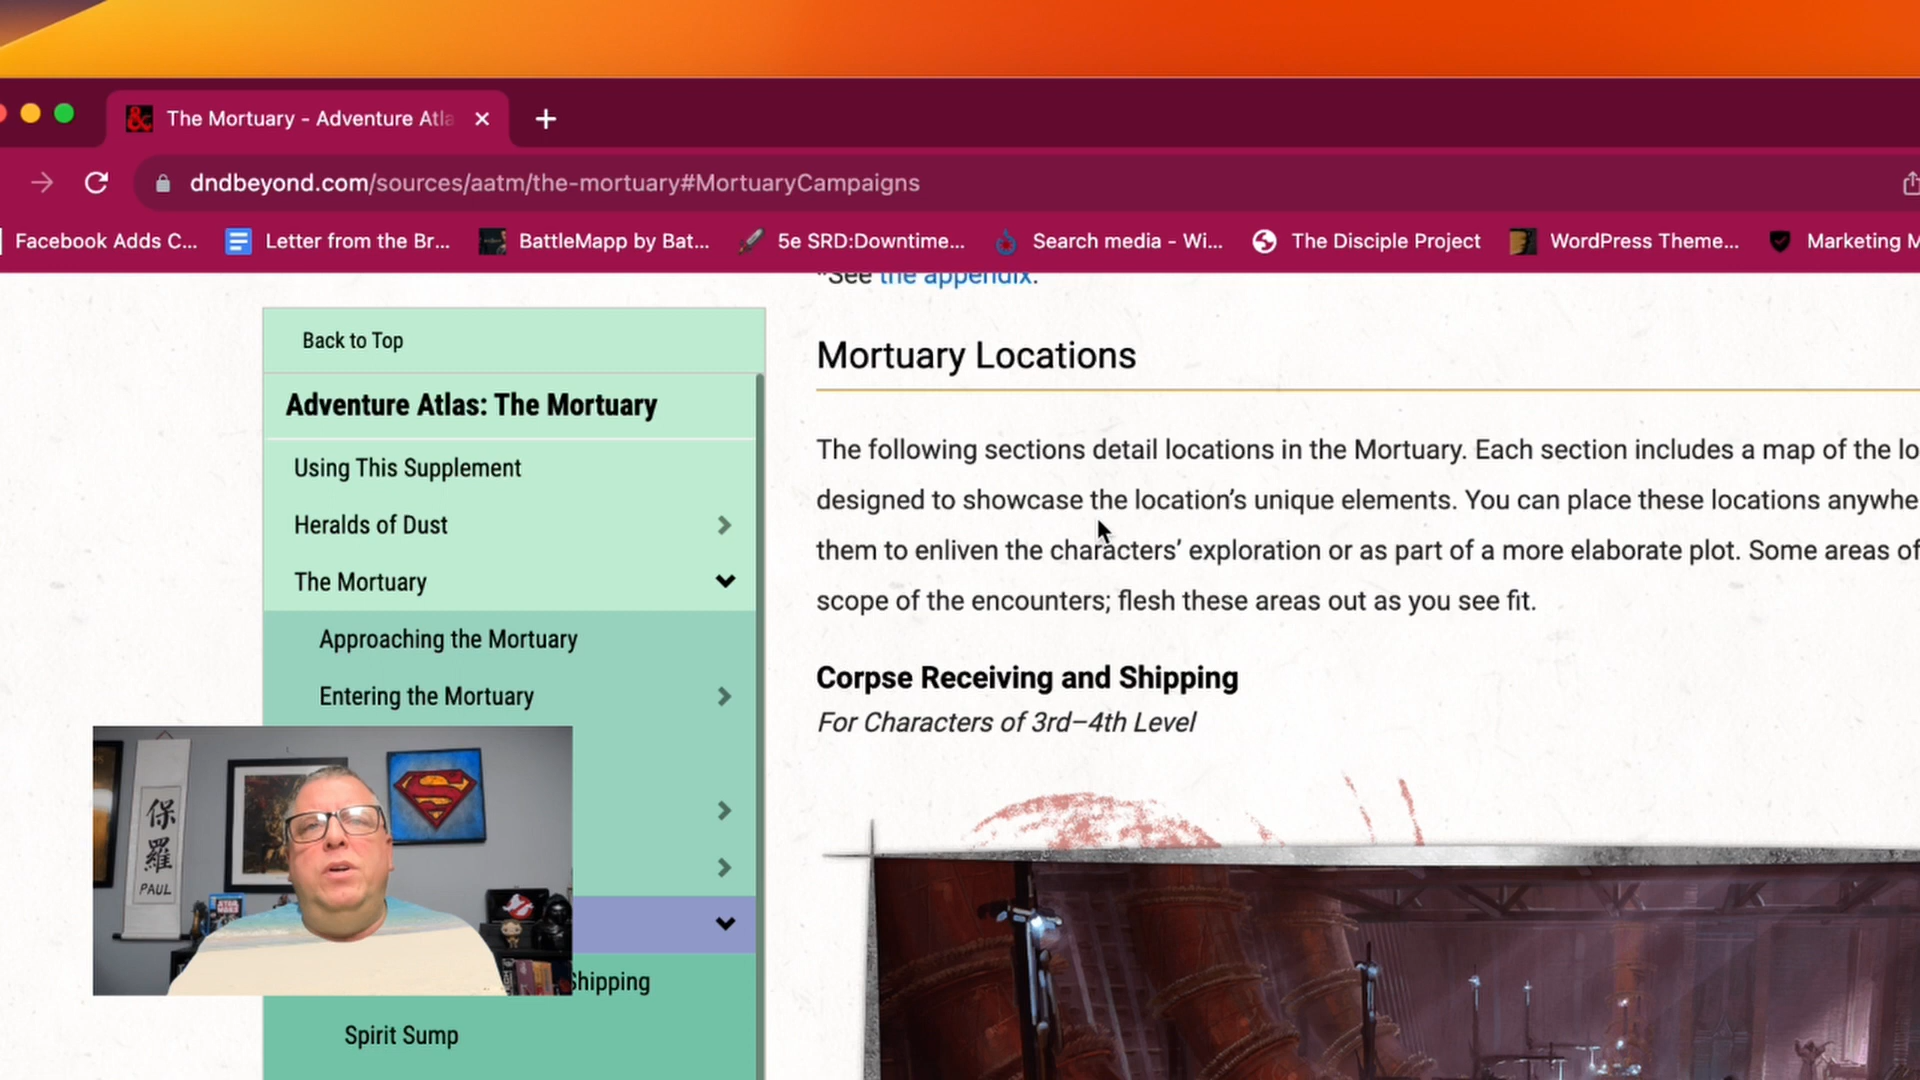 The Mortuary - Adventure Atla
dndbeyond.com/sources/aatm/the-mortuary#MortuaryCampaigns
Facebook Adds C...
Letter from the Br...
BattleMapp by Bat...
5e SRD:Downtime...
Search media - Wi...
The Disciple Project
WordPress Theme...
Marketing M
*See the appendix.
Back to Top
Adventure Atlas: The Mortuary
Using This Supplement
Heralds of Dust
The Mortuary
Approaching the Mortuary
Entering the Mortuary
Shipping
Spirit Sump
Mortuary Locations
The following sections detail locations in the Mortuary. Each section includes a map of the lo
designed to showcase the location's unique elements. You can place these locations anywhe
them to enliven the characters' exploration or as part of a more elaborate plot. Some areas of
scope of the encounters; flesh these areas out as you see fit.
Corpse Receiving and Shipping
For Characters of 3rd–4th Level
保
羅
PAUL
STAR
WARS